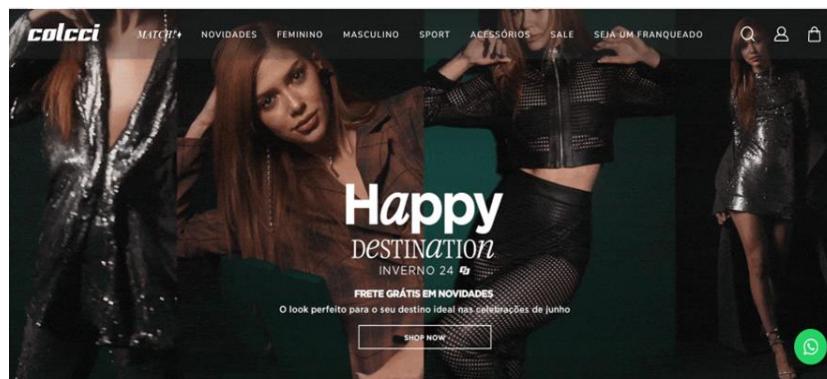 colcci MATCH!♦ NOVIDADES FEMININO MASCULINO SPORT ACESSÓRIOS SALE SEJA UM FRANQUEADO
Happy
DESTINATION
INVERNO 24
FRETE GRÁTIS EM NOVIDADES
O look perfeito para o seu destino ideal nas celebrações de junho
SHOP NOW